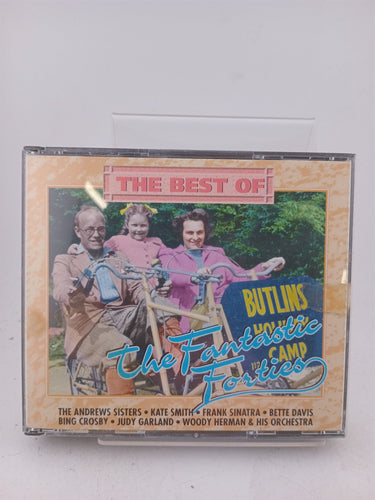 THE BEST OF
BUTLINS
HOLIDAY
CAMP
the Fantastic
Forties
THE ANDREWS SISTERS • KATE SMITH • FRANK SINATRA • BETTE DAVIS
BING CROSBY • JUDY GARLAND • WOODY HERMAN & HIS ORCHESTRA